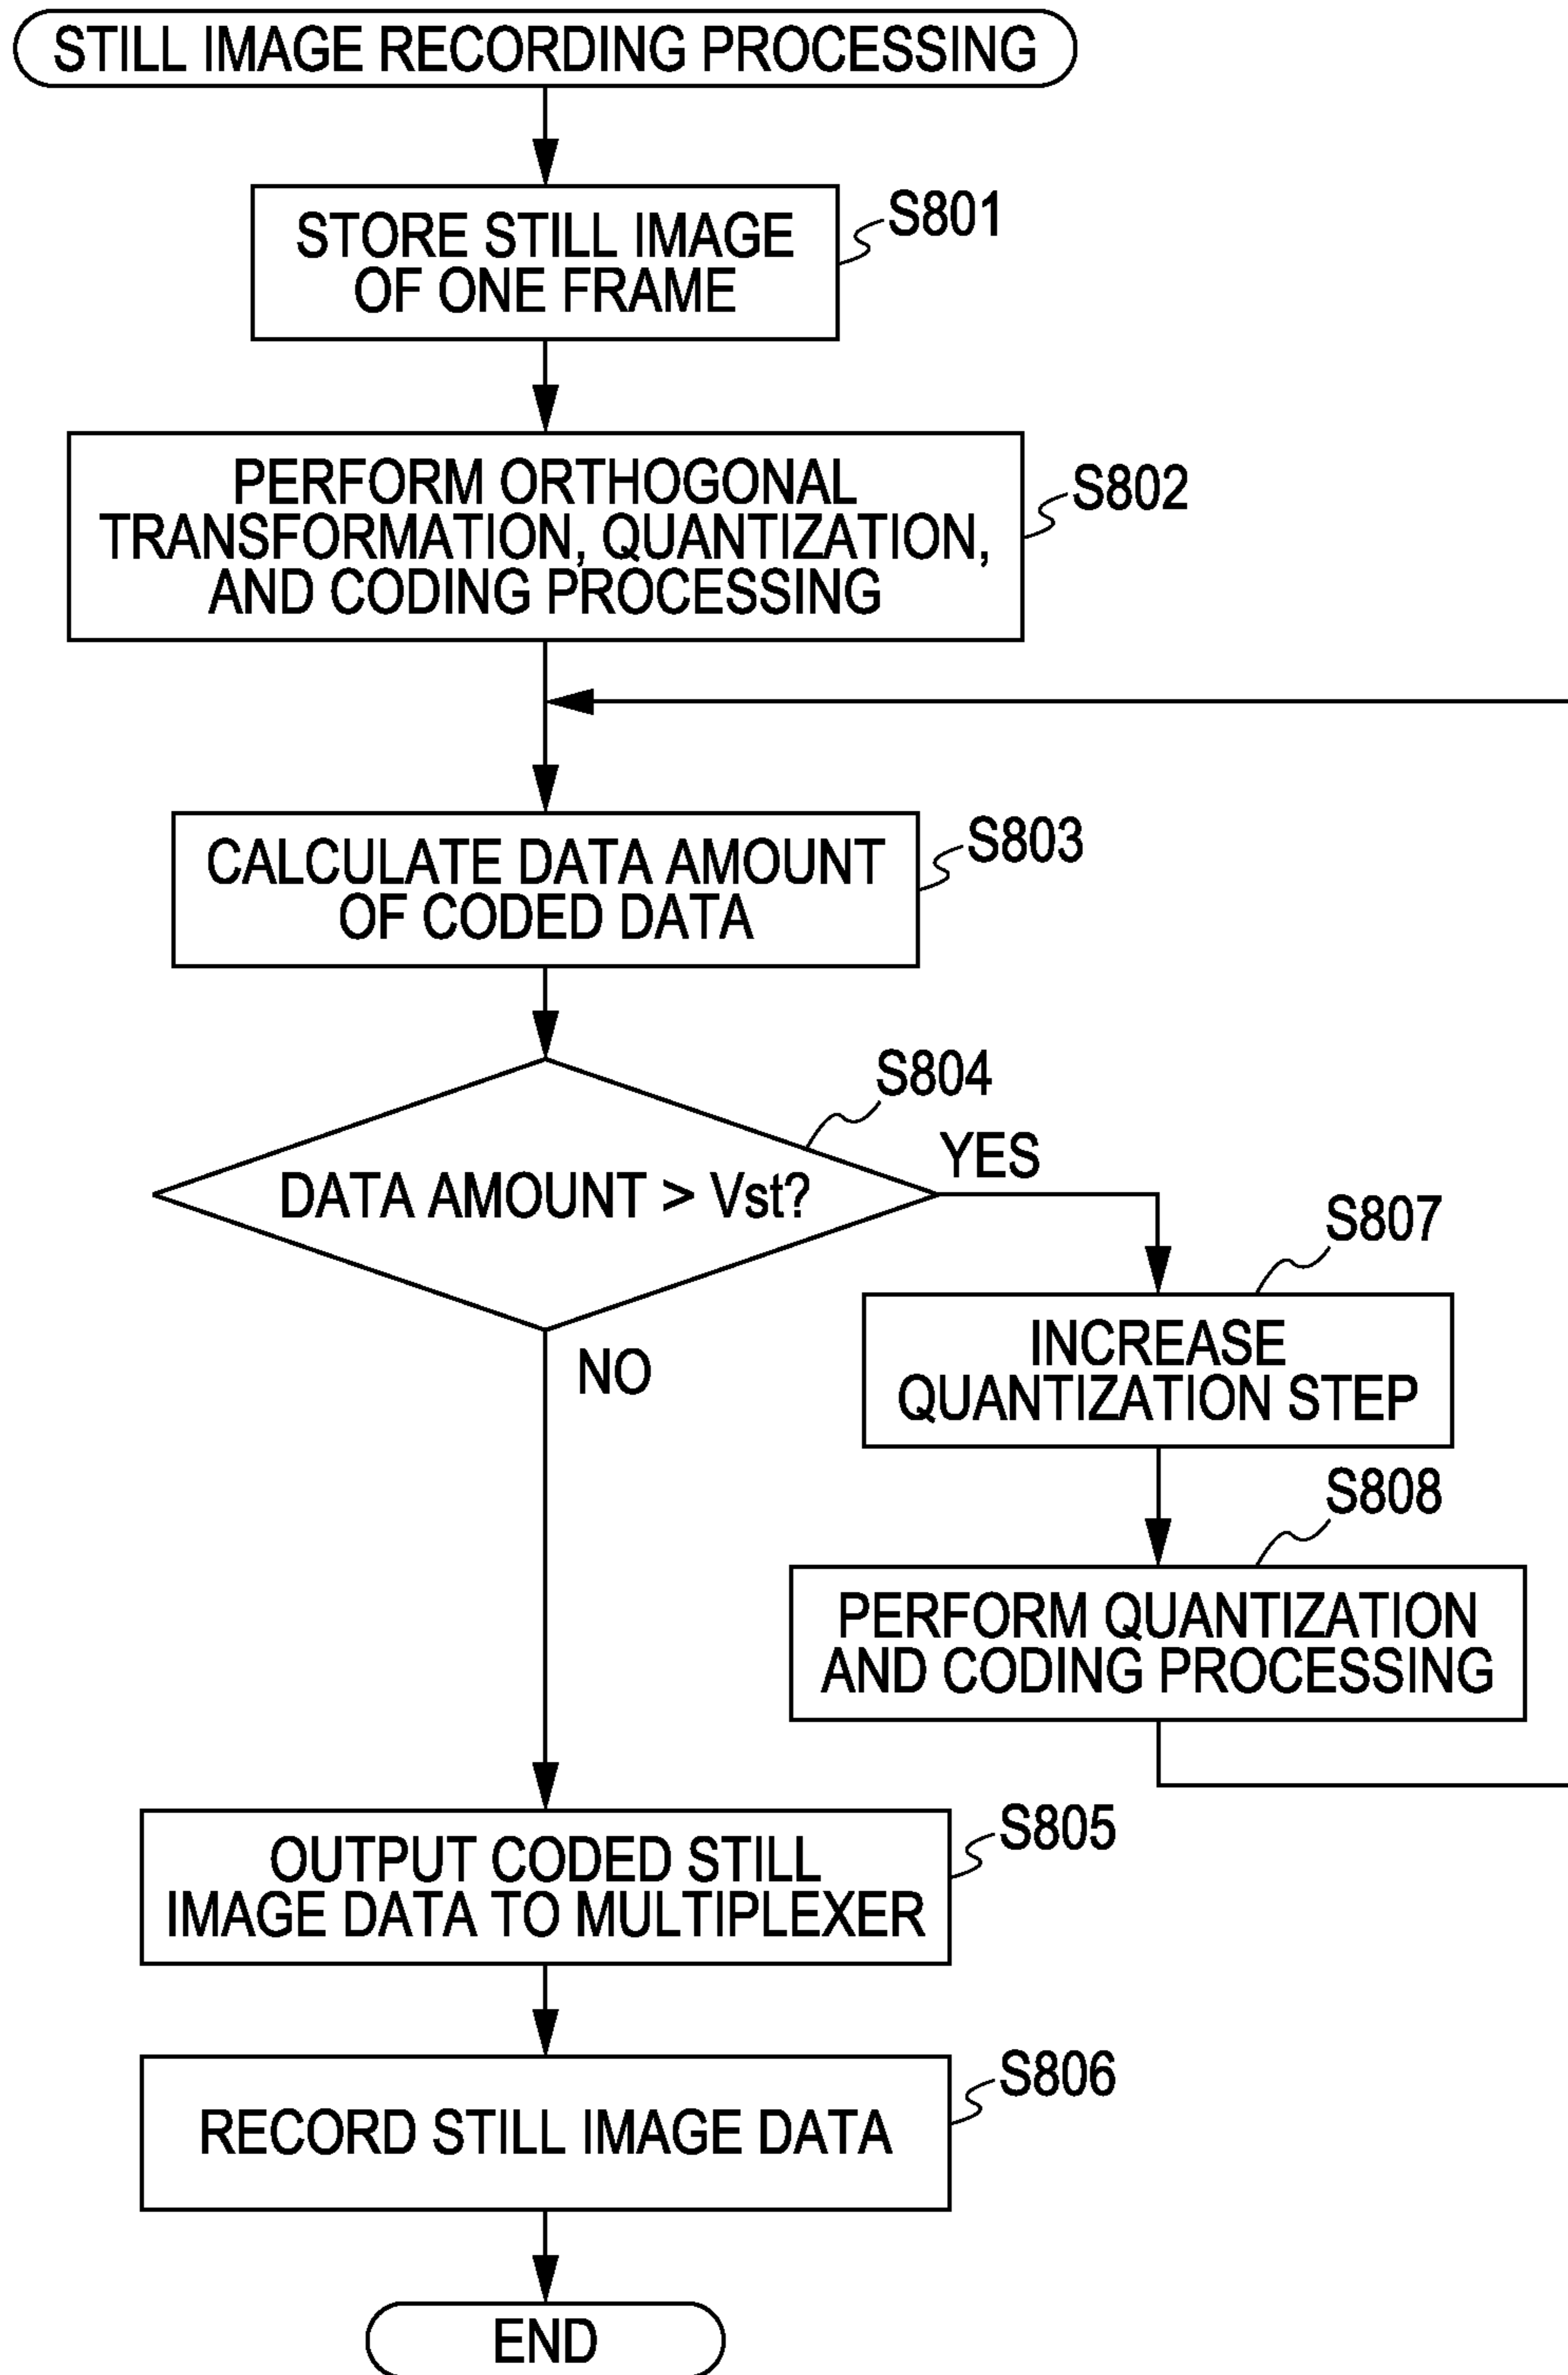 STILL IMAGE RECORDING PROCESSING
STORE STILL IMAGE
OF ONE FRAME
S801
PERFORM ORTHOGONAL
TRANSFORMATION, QUANTIZATION,
AND CODING PROCESSING
S802
CALCULATE DATA AMOUNT
OF CODED DATA
S803
DATA AMOUNT > Vst?
S804
YES
NO
INCREASE
QUANTIZATION STEP
S807
PERFORM QUANTIZATION
AND CODING PROCESSING
S808
OUTPUT CODED STILL
IMAGE DATA TO MULTIPLEXER
S805
RECORD STILL IMAGE DATA
S806
END